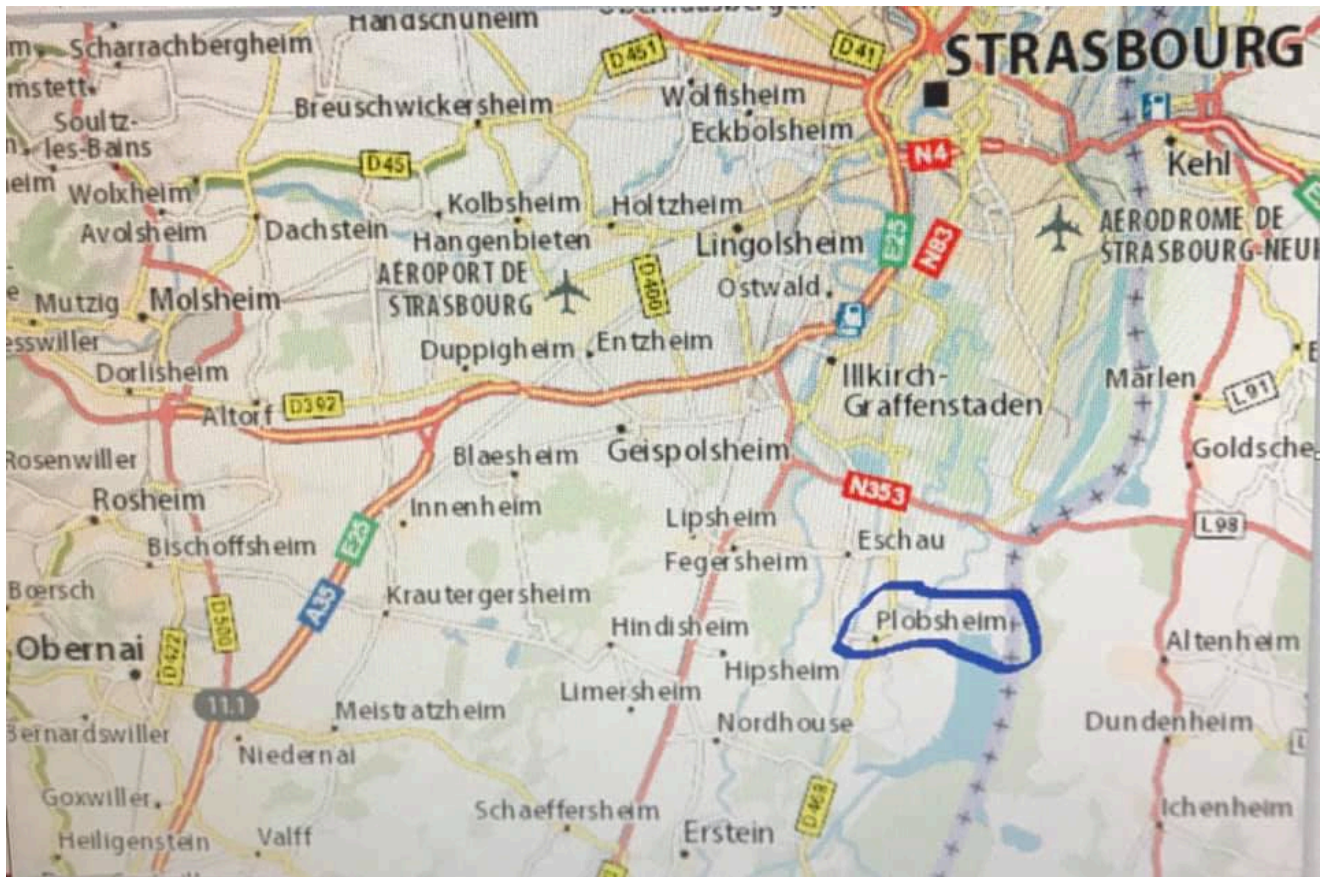 Handschuheim
Scharrachbergheim
D451
D41
STRASBOURG
Wolfisheim
Breuschwickersheim
Eckbolsheim
Soultz-
les-Bains
N4
D45
Kehl
Wolxheim
Kolbsheim
Holtzheim
Avolsheim
Dachstein
Hangenbieten
Lingolsheim
E25
N83
AÉRODROME DE
STRASBOURG-NEU
AÉROPORT DE
STRASBOURG
D400
Ostwald
Mutzig
Molsheim
Duppigheim
Entzheim
Dorlisheim
Illkirch-
Graffenstaden
Marlen
L91
Altorf
D392
Geispolsheim
Goldsche
Rosenwiller
Blaesheim
N353
Rosheim
Innenheim
Lipsheim
L98
Bischoffsheim
E25
Fegersheim
Eschau
Bœrsch
A35
Krautergersheim
D500
D422
Hindisheim
Plobsheim
Obernai
Hipsheim
Altenheim
11.1
Limersheim
Meistratzheim
Nordhouse
Dundenheim
Bernardswiller
Niedernai
Goxwiller
Schaeffersheim
D468
Ichenheim
Heiligenstein
Valff
Erstein